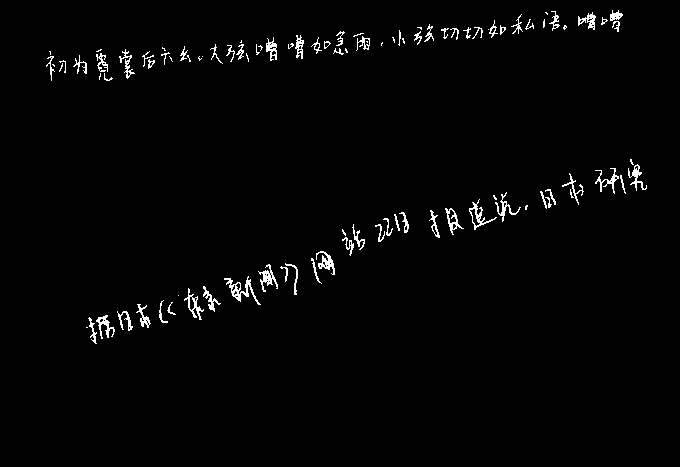 初为霓裳后六幺。大弦嘈嘈如急雨，小弦切切如私语。嘈嘈
据日本《东京新闻》网站22日报道说，日本研究